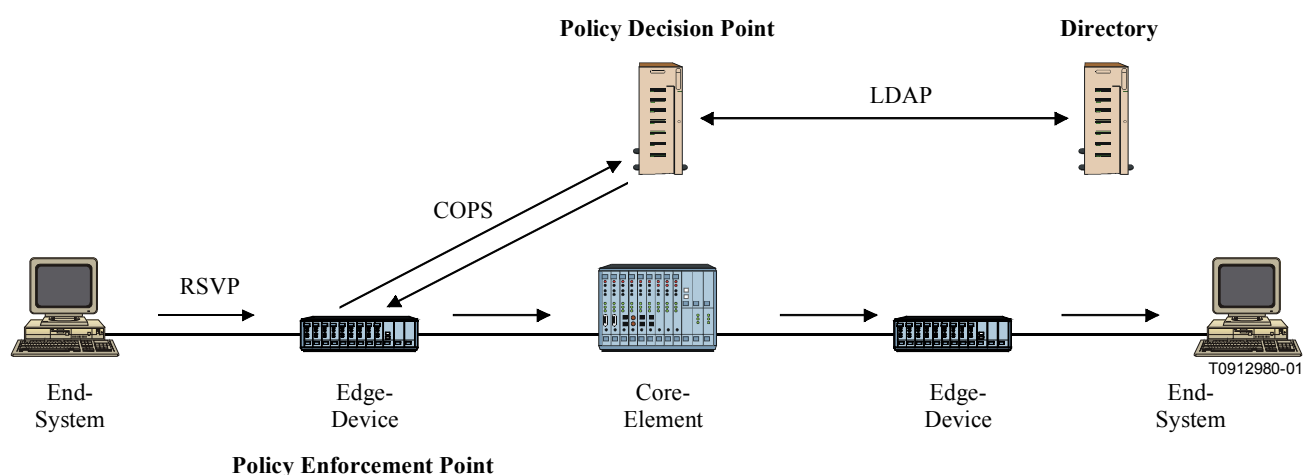 Policy Decision Point
Directory
LDAP
COPS
RSVP
T0912980-01
End-
System
Edge-
Device
Core-
Element
Edge-
Device
End-
System
Policy Enforcement Point